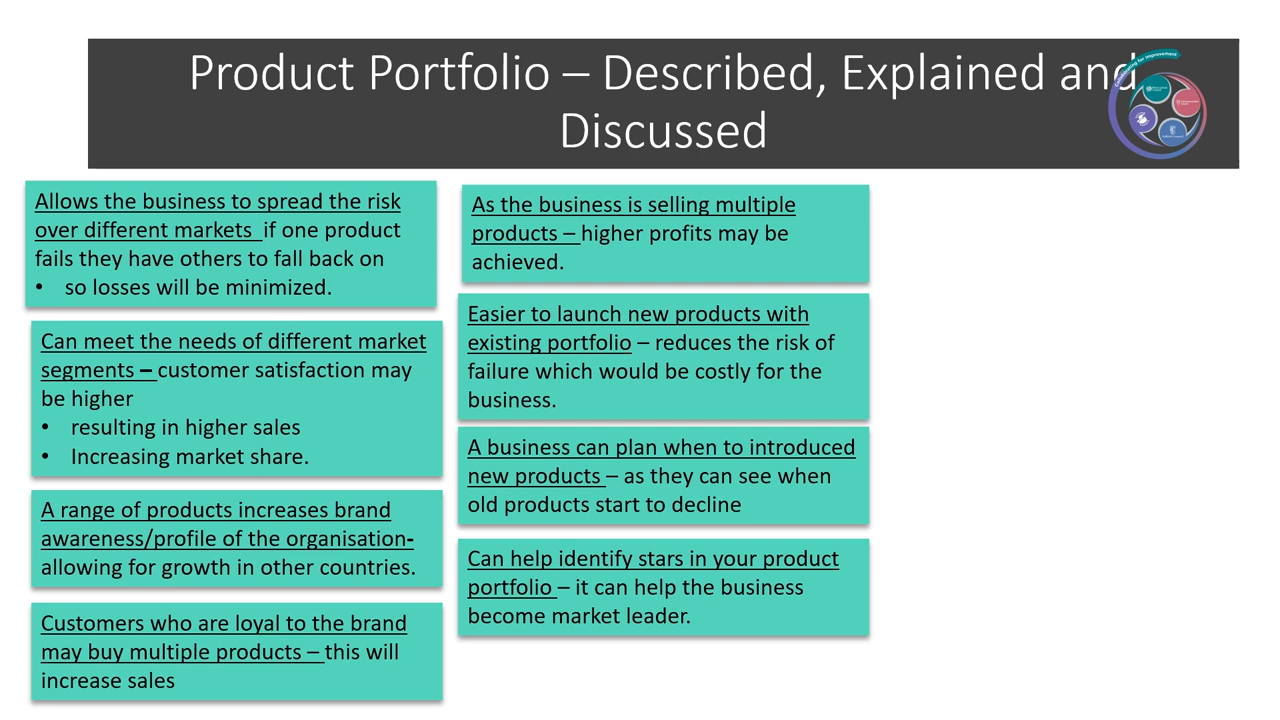 Product Portfolio – Described, Explained and
Discussed
Allows the business to spread the risk
over different markets if one product
fails they have others to fall back on
• so losses will be minimized.
Can meet the needs of different market
segments – customer satisfaction may
be higher
• resulting in higher sales
• Increasing market share.
A range of products increases brand
awareness/profile of the organisation-
allowing for growth in other countries.
Customers who are loyal to the brand
may buy multiple products – this will
increase sales
As the business is selling multiple
products – higher profits may be
achieved.
Easier to launch new products with
existing portfolio – reduces the risk of
failure which would be costly for the
business.
A business can plan when to introduced
new products – as they can see when
old products start to decline
Can help identify stars in your product
portfolio – it can help the business
become market leader.